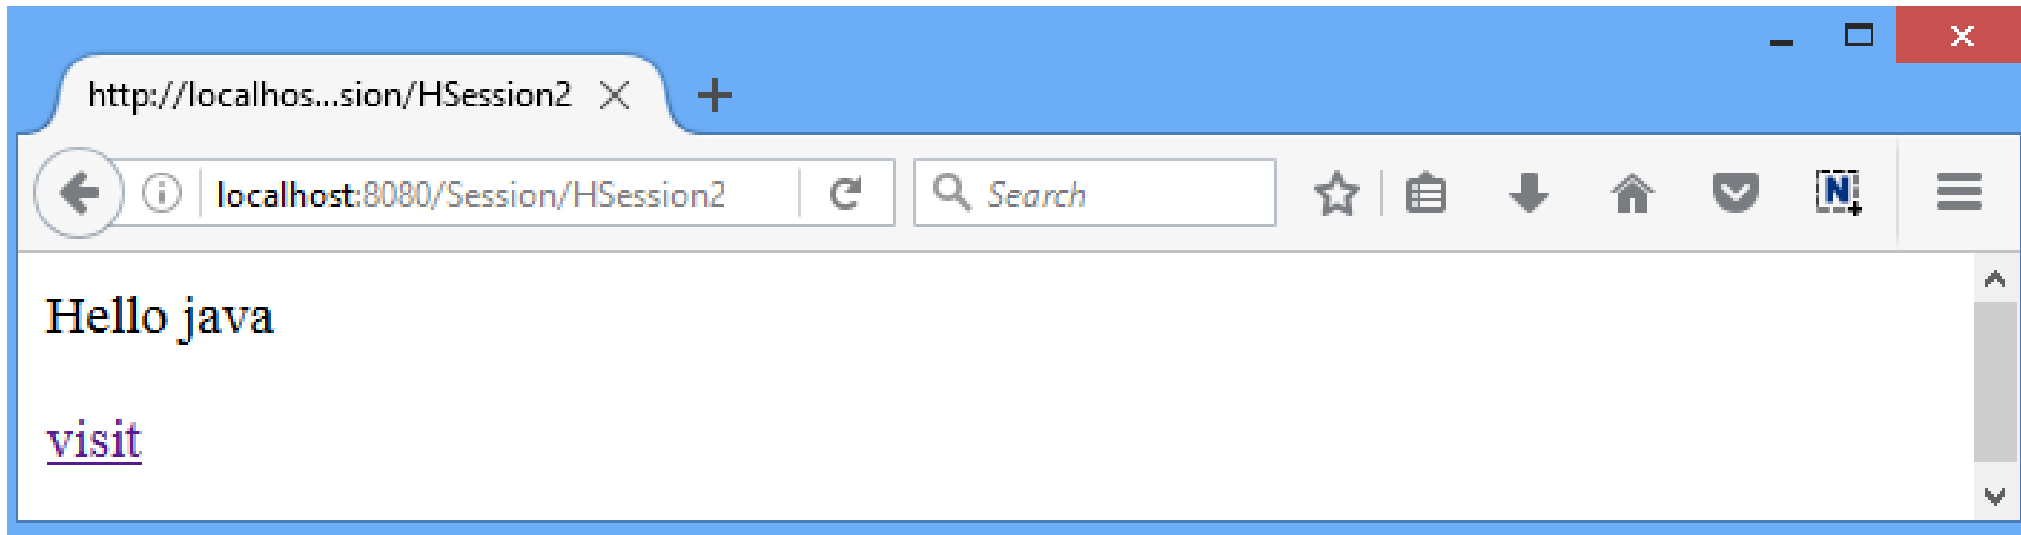 http://localhos...sion/HSession2
localhost:8080/Session/HSession2
Search
N
Hello java
visit